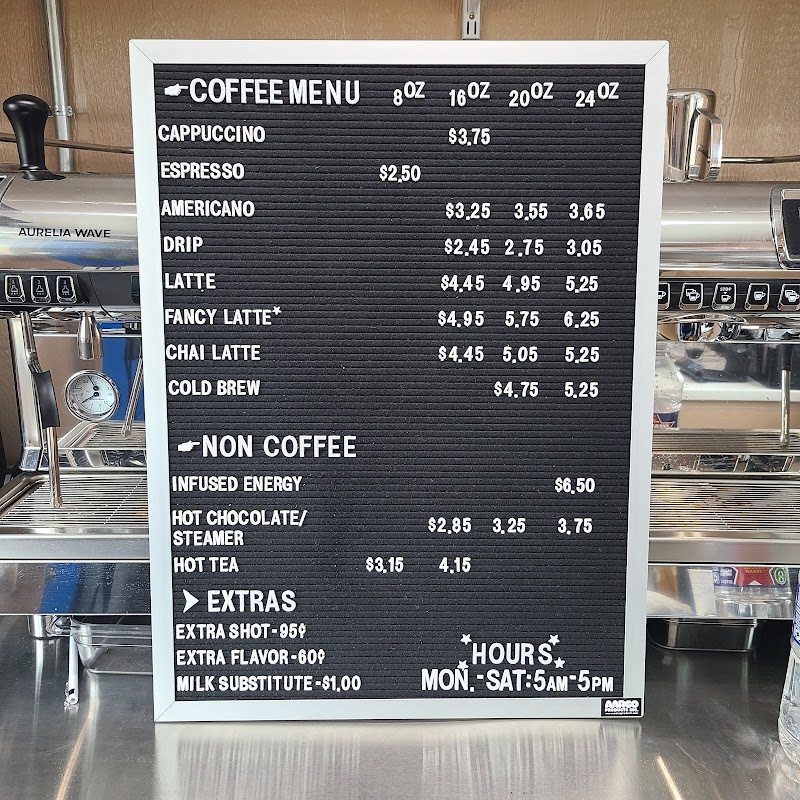 COFFEE MENU 8OZ 16OZ 20OZ 24OZ
CAPPUCCINO $3.75
ESPRESSO $2.50
AMERICANO $3.25 3.55 3.65
DRIP $2.45 2.75 3.05
LATTE $4.45 4.95 5.25
FANCY LATTE* $4.95 5.75 6.25
CHAI LATTE $4.45 5.05 5.25
COLD BREW $4.75 5.25
NON COFFEE
INFUSED ENERGY $6.50
HOT CHOCOLATE/
STEAMER $2.85 3.25 3.75
HOT TEA $3.15 4.15
EXTRAS
EXTRA SHOT-95¢
EXTRA FLAVOR-60¢
MILK SUBSTITUTE-$1.00
HOURS
MON.-SAT:5AM-5PM
AARCO
PRODUCTS INC.
AURELIA WAVE
STOP